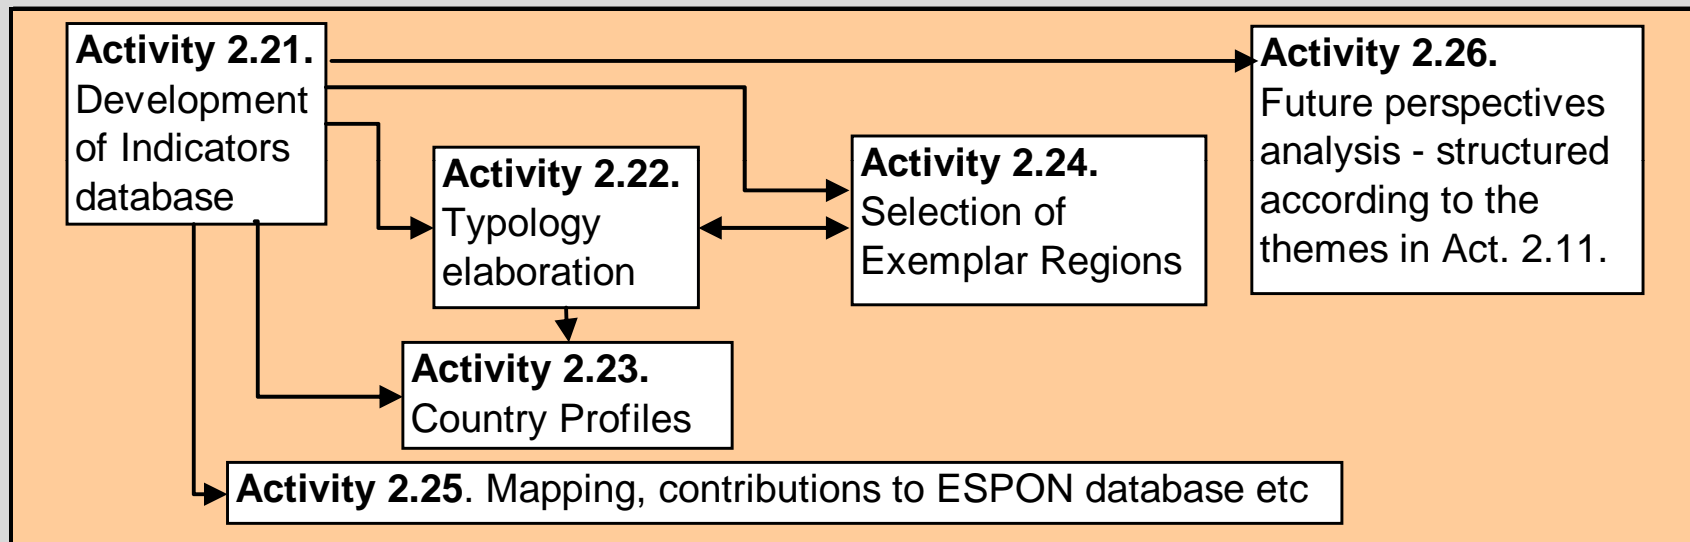 Activity 2.21.
Development
of Indicators
database
Activity 2.22.
Typology
elaboration
Activity 2.23.
Country Profiles
Activity 2.24.
Selection of
Exemplar Regions
Activity 2.25. Mapping, contributions to ESPON database etc
Activity 2.26.
Future perspectives
analysis - structured
according to the
themes in Act. 2.11.